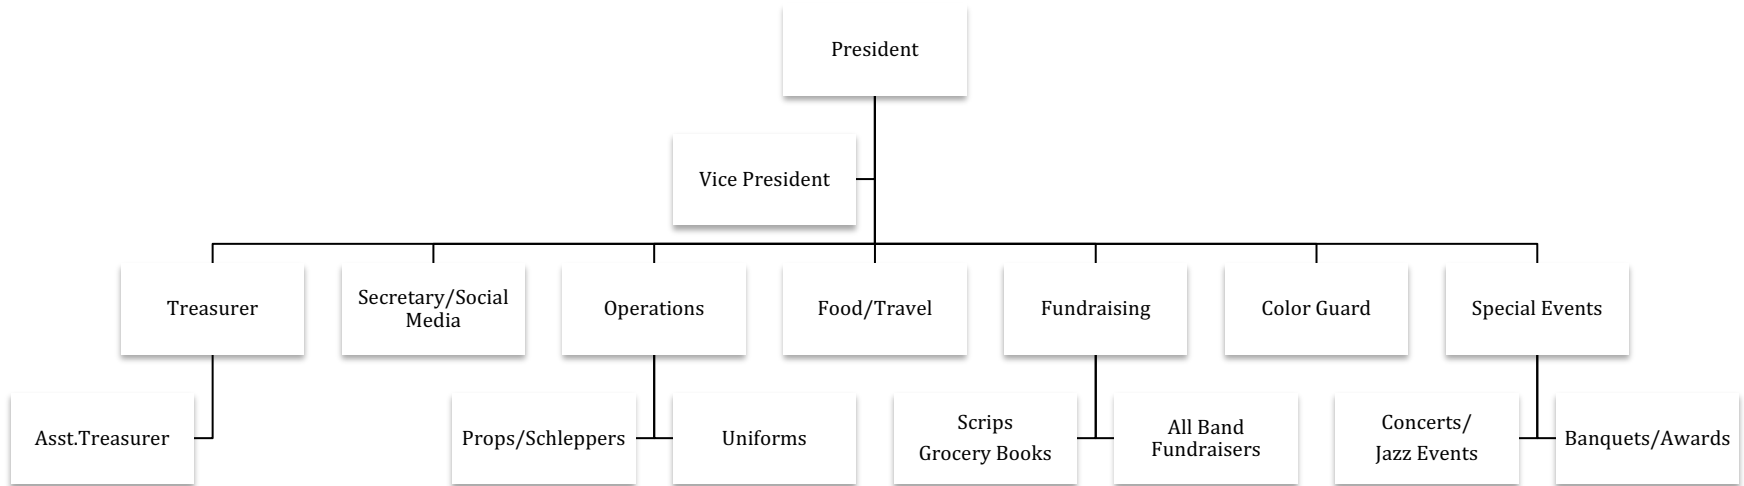 President
Vice President
Treasurer
Secretary/Social
Media
Operations
Food/Travel
Fundraising
Color Guard
Special Events
Asst.Treasurer
Props/Schleppers
Uniforms
Scrips
Grocery Books
All Band
Fundraisers
Concerts/
Jazz Events
Banquets/Awards